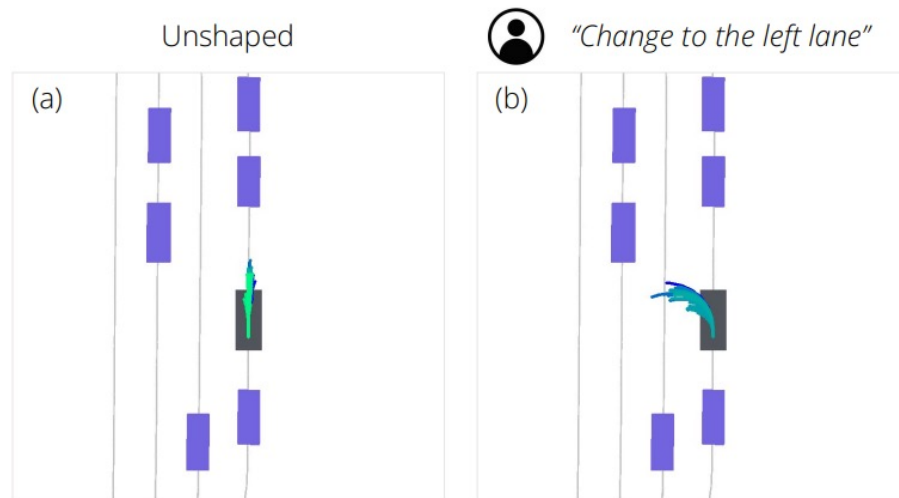 Unshaped
“Change to the left lane”
(a)
(b)